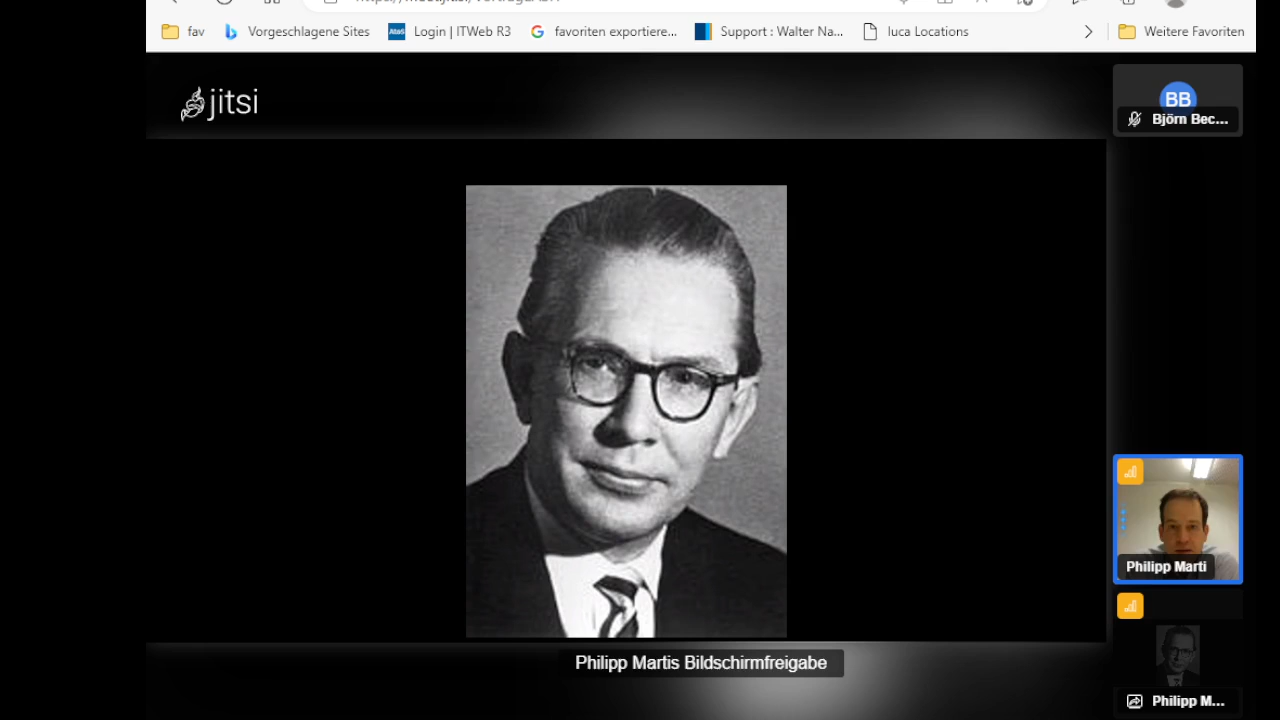 fav
Vorgeschlagene Sites
Login | ITWeb R3
favoriten exportiere...
Support : Walter Na...
luca Locations
Weitere Favoriten
jitsi
BB
Björn Bec...
Philipp Marti
Philipp Martis Bildschirmfreigabe
Philipp M...